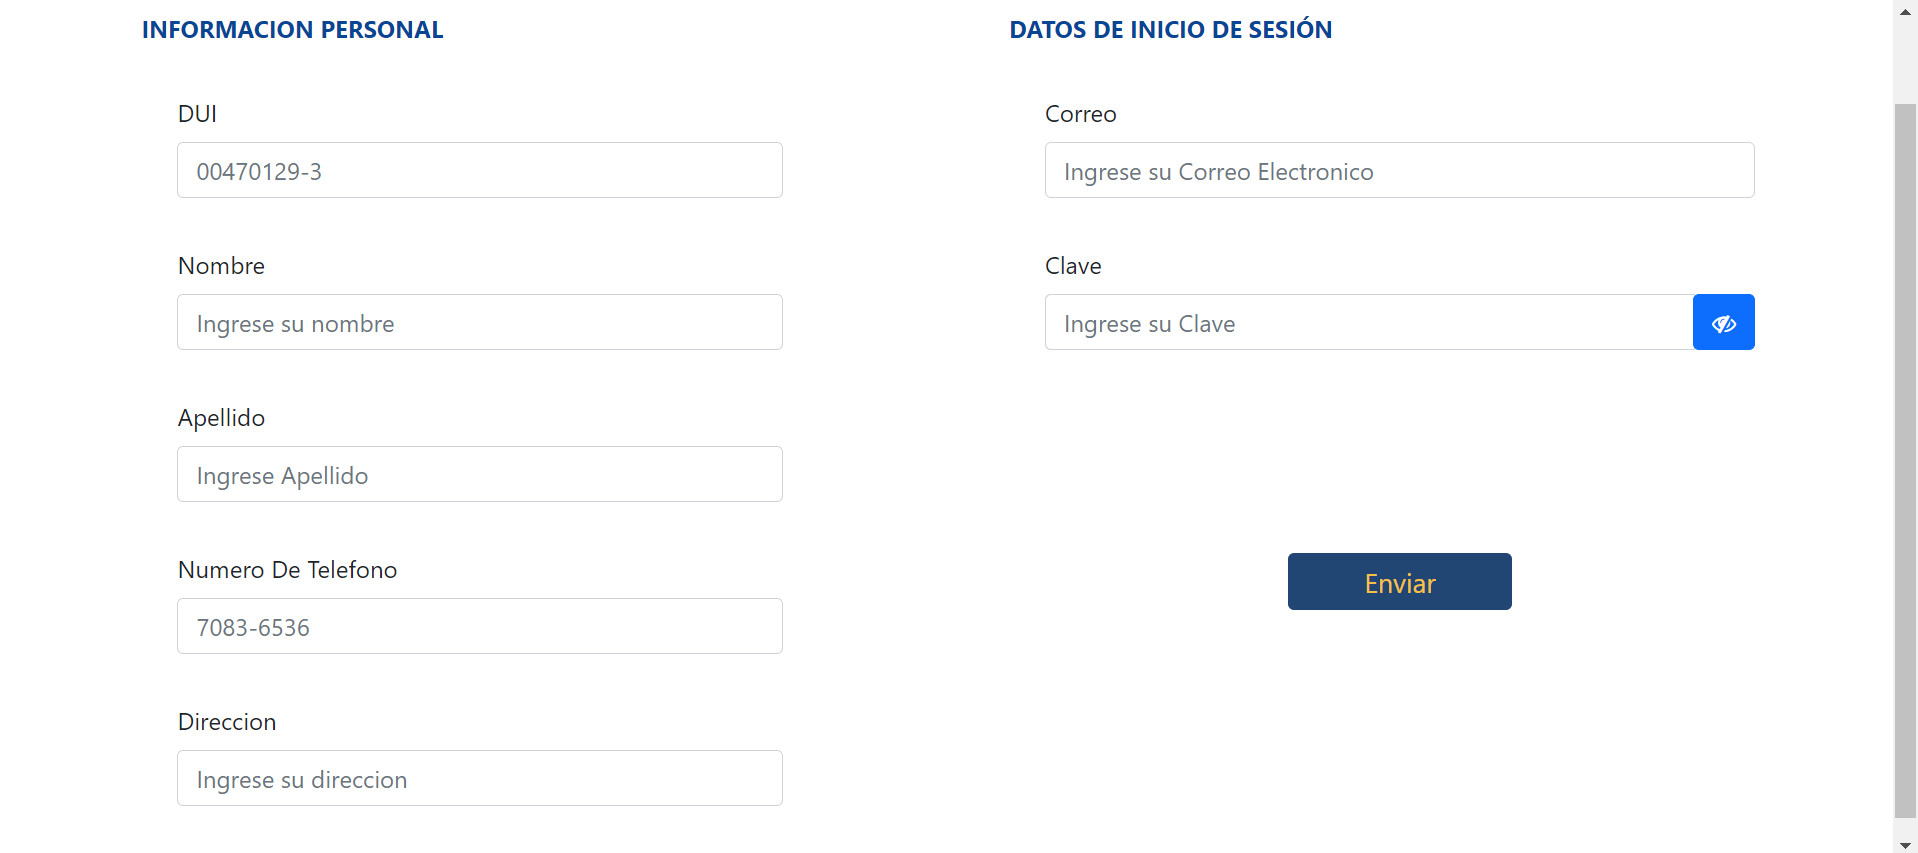 INFORMACION PERSONAL
DUI
00470129-3
Nombre
Ingrese su nombre
Apellido
Ingrese Apellido
Numero De Telefono
7083-6536
Direccion
Ingrese su direccion
DATOS DE INICIO DE SESIÓN
Correo
Ingrese su Correo Electronico
Clave
Ingrese su Clave
Enviar